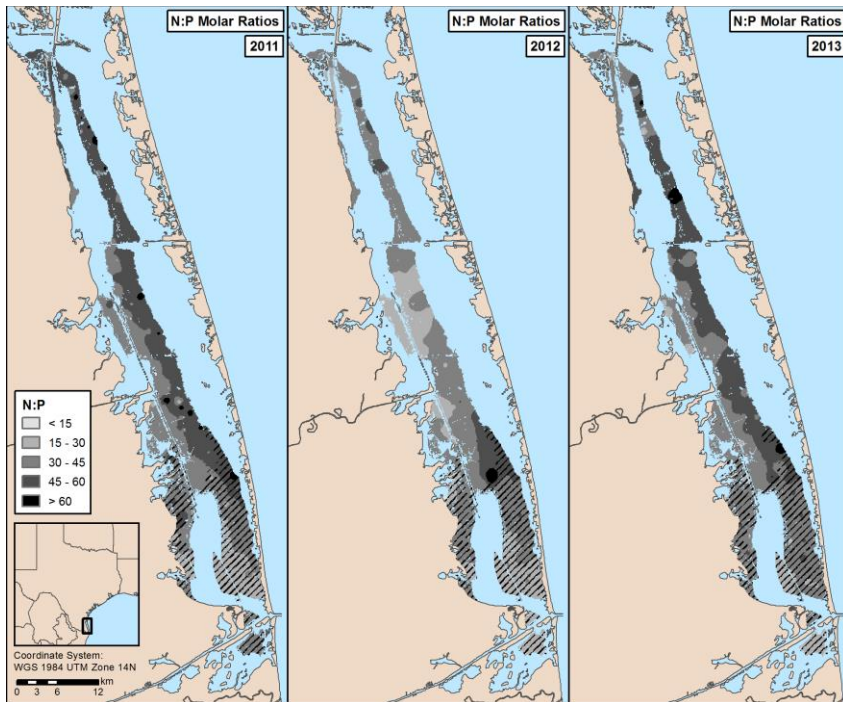 N:P Molar Ratios
2011
N:P Molar Ratios
2012
N:P Molar Ratios
2013
N:P
< 15
15 - 30
30 - 45
45 - 60
> 60
Coordinate System:
WGS 1984 UTM Zone 14N
km
0 3 6 12